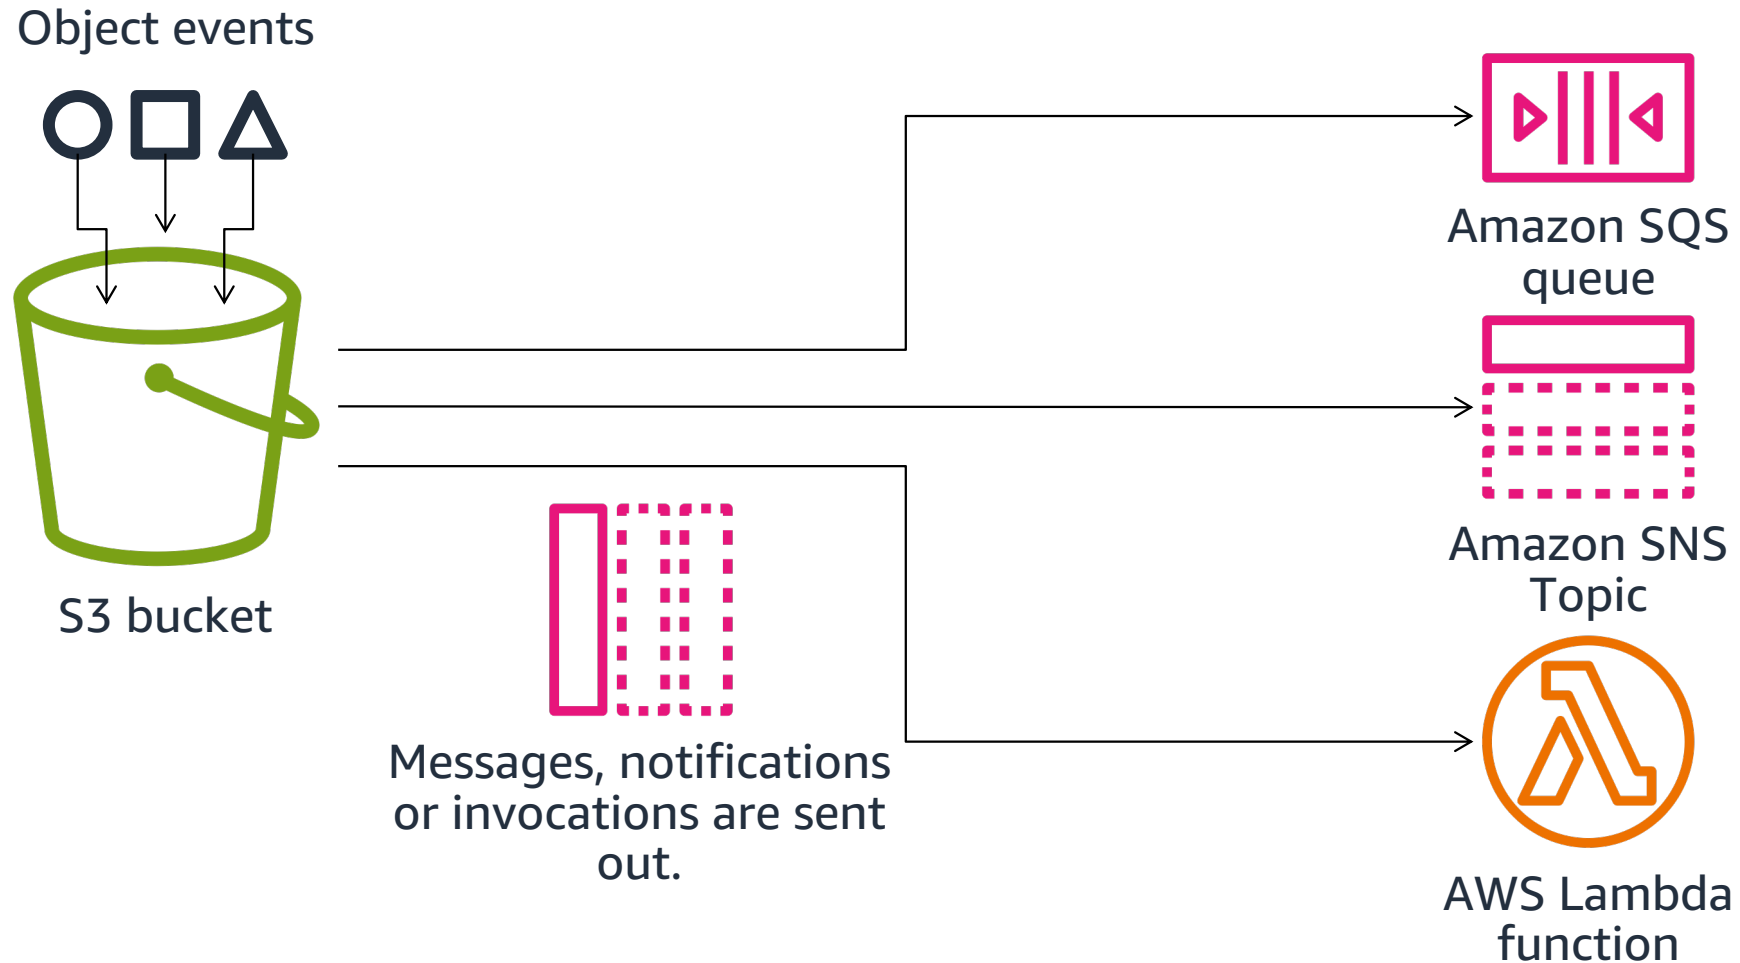 Object events
S3 bucket
Messages, notifications
or invocations are sent
out.
Amazon SQS
queue
Amazon SNS
Topic
AWS Lambda
function